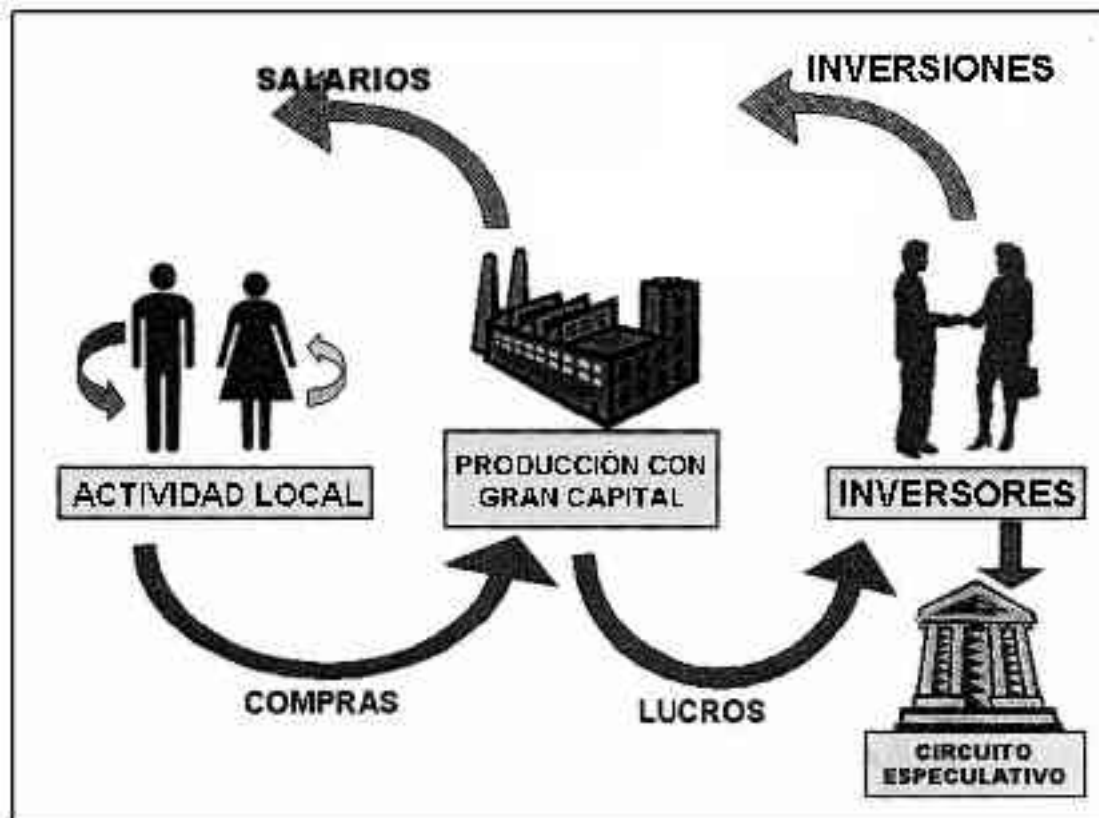 SALARIOS
INVERSIONES
ACTIVIDAD LOCAL
PRODUCCIÓN CON
GRAN CAPITAL
INVERSORES
COMPRAS
LUCROS
CIRCUITO
ESPECULATIVO